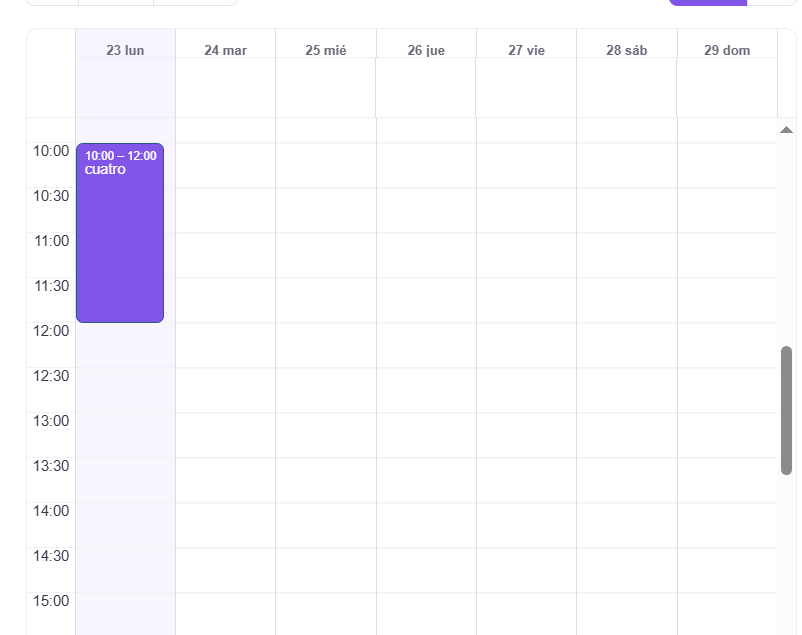 23 lun
24 mar
25 mié
26 jue
27 vie
28 sáb
29 dom
10:00
10:00 – 12:00
cuatro
10:30
11:00
11:30
12:00
12:30
13:00
13:30
14:00
14:30
15:00